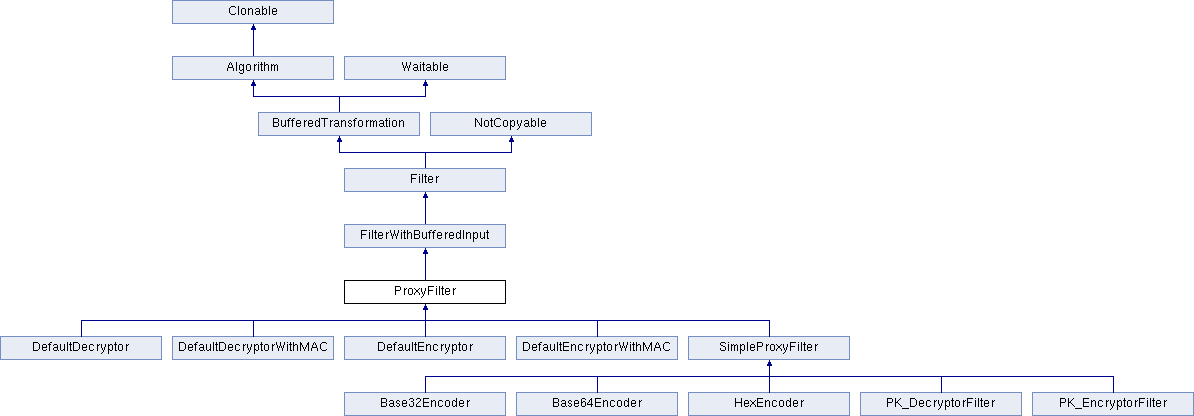 Clonable
Algorithm
Waitable
BufferedTransformation
NotCopyable
Filter
FilterWithBufferedInput
ProxyFilter
DefaultDecryptor
DefaultDecryptorWithMAC
DefaultEncryptor
DefaultEncryptorWithMAC
SimpleProxyFilter
Base32Encoder
Base64Encoder
HexEncoder
PK_DecryptorFilter
PK_EncryptorFilter